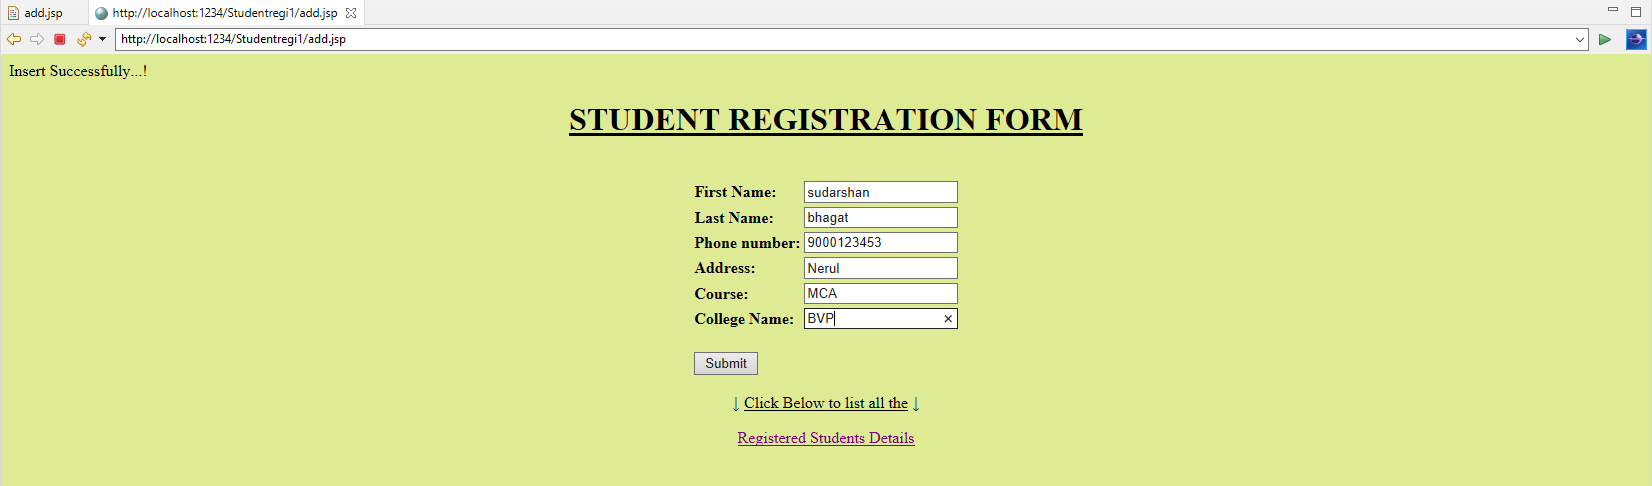 add.jsp http://localhost:1234/Studentregi1/add.jsp
http://localhost:1234/Studentregi1/add.jsp
Insert Successfully...!
STUDENT REGISTRATION FORM
First Name: sudarshan
Last Name: bhagat
Phone number: 9000123453
Address: Nerul
Course: MCA
College Name: BVP
Submit
↓ Click Below to list all the ↓
Registered Students Details